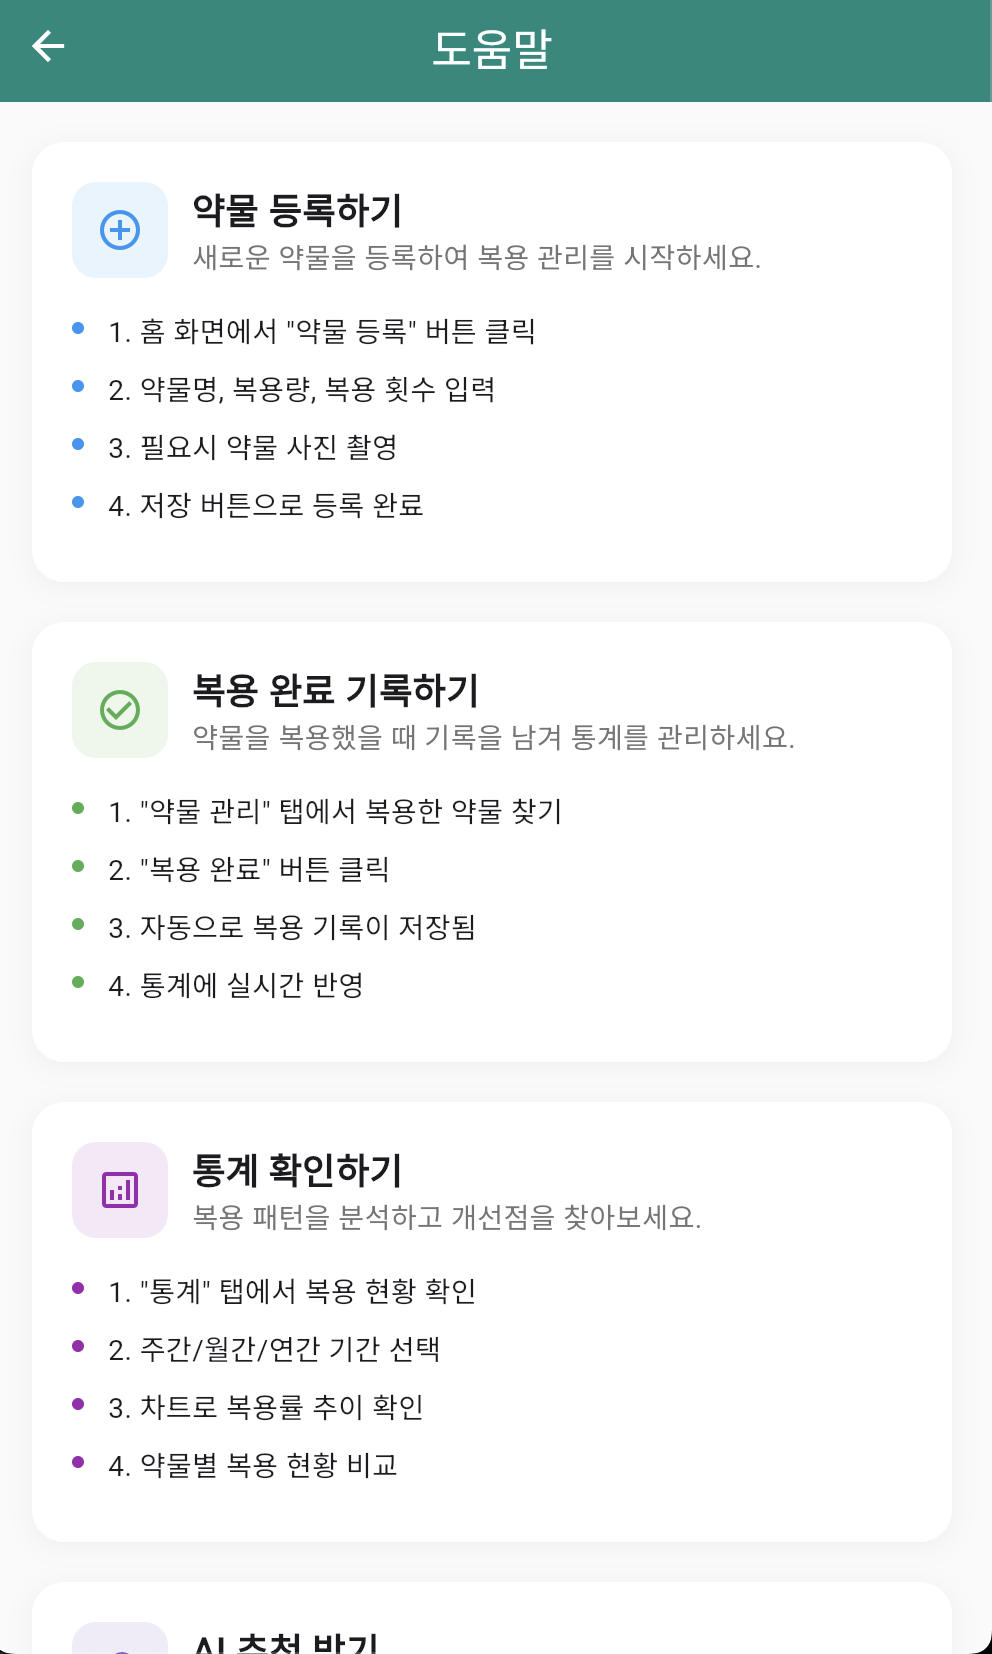 도움말
약물 등록하기
새로운 약물을 등록하여 복용 관리를 시작하세요.
1. 홈 화면에서 "약물 등록" 버튼 클릭
2. 약물명, 복용량, 복용 횟수 입력
3. 필요시 약물 사진 촬영
4. 저장 버튼으로 등록 완료
복용 완료 기록하기
약물을 복용했을 때 기록을 남겨 통계를 관리하세요.
1. "약물 관리" 탭에서 복용한 약물 찾기
2. "복용 완료" 버튼 클릭
3. 자동으로 복용 기록이 저장됨
4. 통계에 실시간 반영
통계 확인하기
복용 패턴을 분석하고 개선점을 찾아보세요.
1. "통계" 탭에서 복용 현황 확인
2. 주간/월간/연간 기간 선택
3. 차트로 복용률 추이 확인
4. 약물별 복용 현황 비교
AI 추천 받기